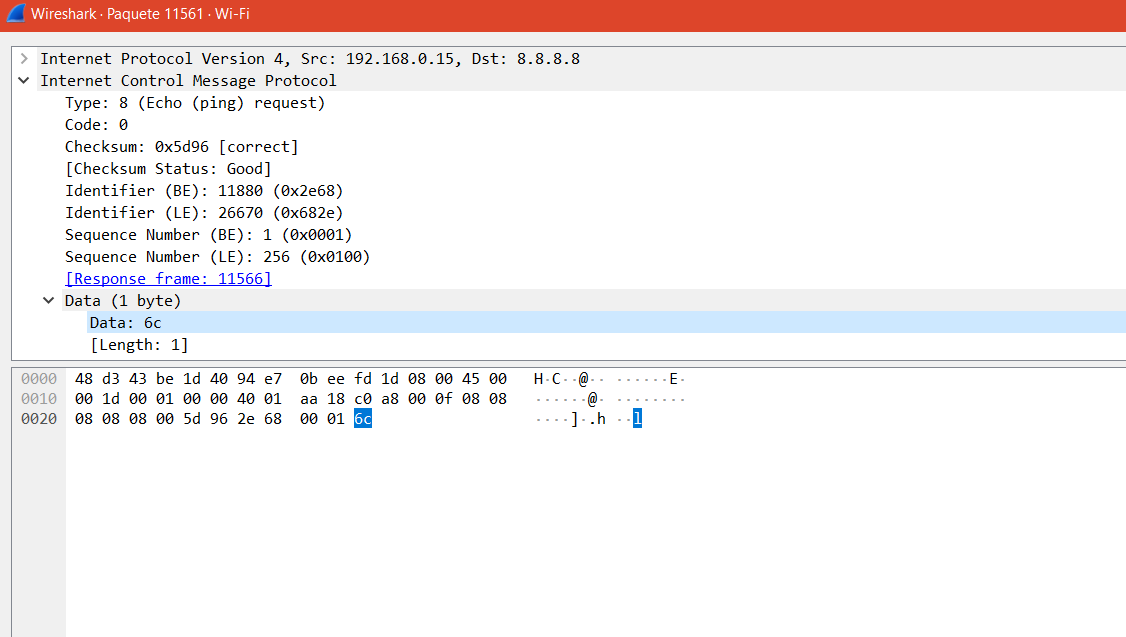 Wireshark · Paquete 11561 · Wi-Fi
Internet Protocol Version 4, Src: 192.168.0.15, Dst: 8.8.8.8
Internet Control Message Protocol
Type: 8 (Echo (ping) request)
Code: 0
Checksum: 0x5d96 [correct]
[Checksum Status: Good]
Identifier (BE): 11880 (0x2e68)
Identifier (LE): 26670 (0x682e)
Sequence Number (BE): 1 (0x0001)
Sequence Number (LE): 256 (0x0100)
[Response frame: 11566]
Data (1 byte)
Data: 6c
[Length: 1]
0000 48 d3 43 be 1d 40 94 e7 0b ee fd 1d 08 00 45 00 H·C··@·· ······E·
0010 00 1d 00 01 00 00 40 01 aa 18 c0 a8 00 0f 08 08 ······@· ········
0020 08 08 08 00 5d 96 2e 68 00 01 6c ····]·.h ··l